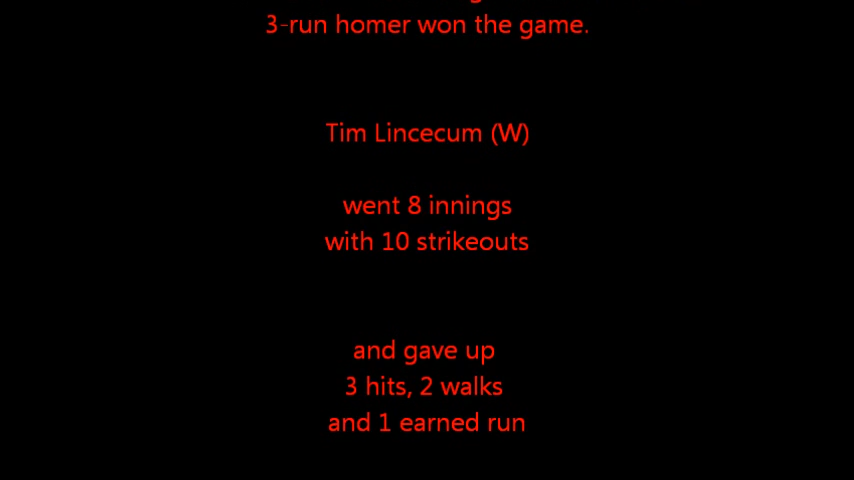 3-run homer won the game.
Tim Lincecum (W)
went 8 innings
with 10 strikeouts
and gave up
3 hits, 2 walks
and 1 earned run